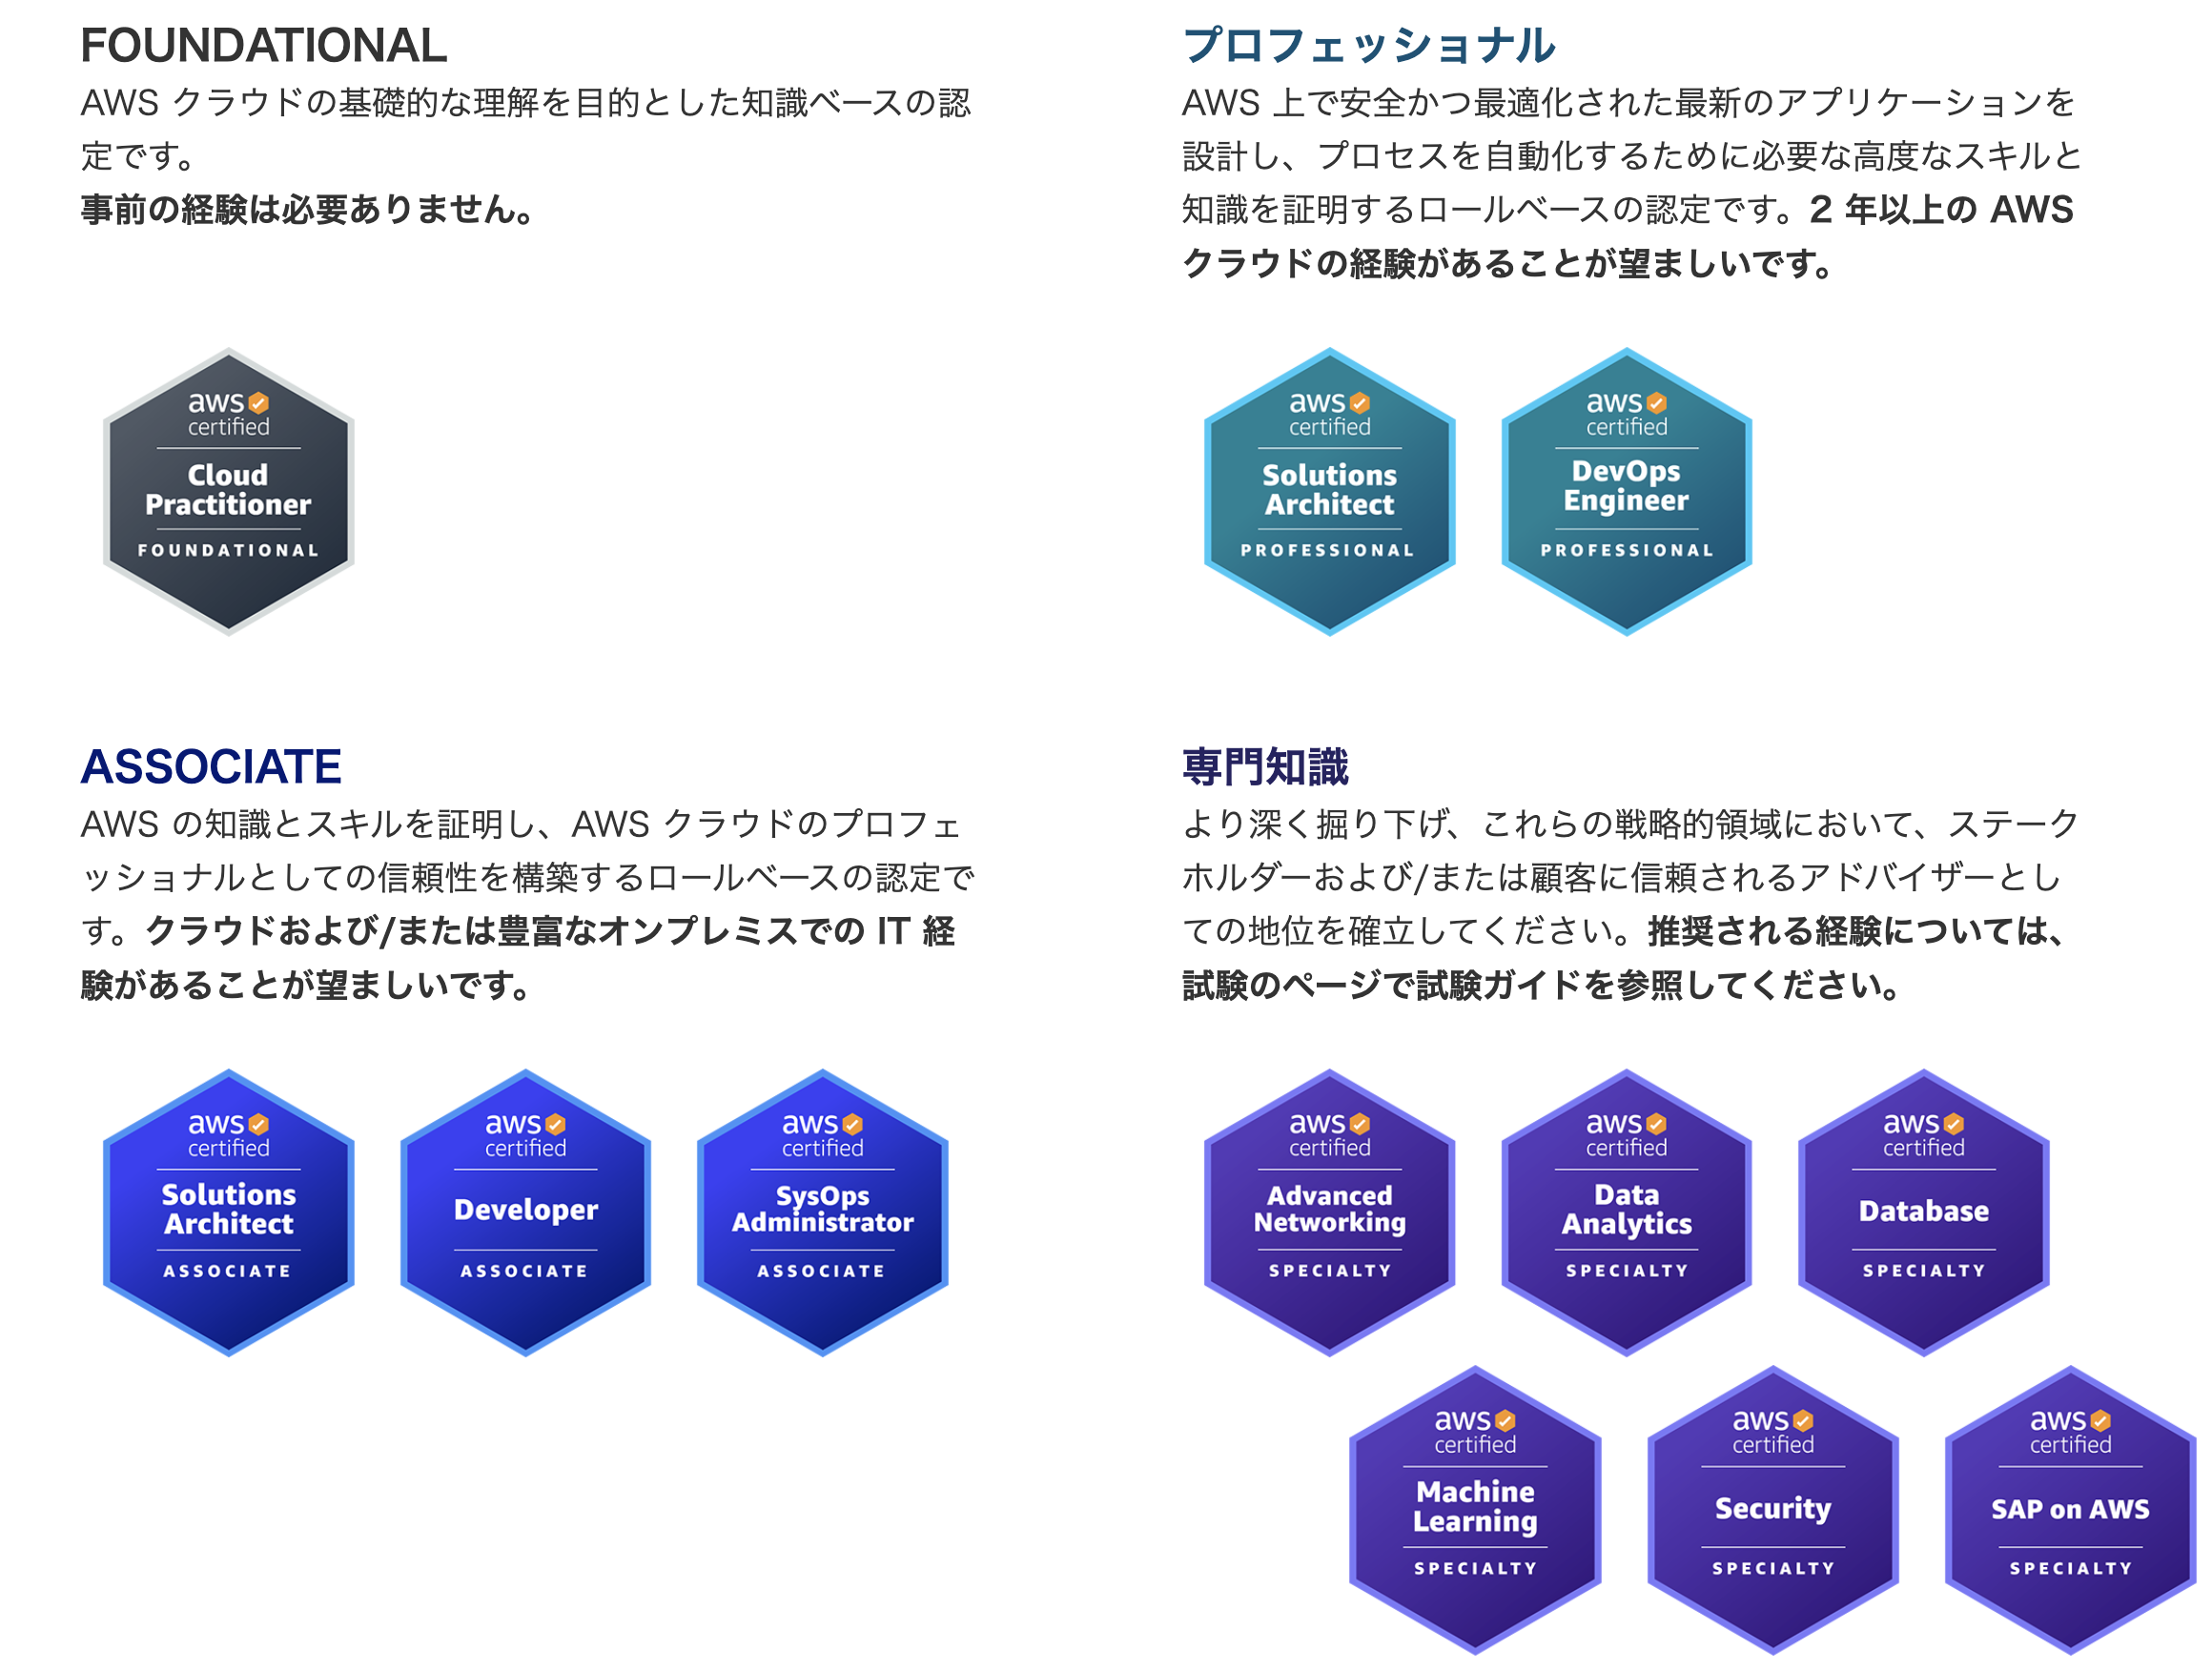 FOUNDATIONAL
AWS クラウドの基礎的な理解を目的とした知識ベースの認
定です。
事前の経験は必要ありません。
aws
certified
Cloud
Practitioner
FOUNDATIONAL
プロフェッショナル
AWS 上で安全かつ最適化された最新のアプリケーションを
設計し、プロセスを自動化するために必要な高度なスキルと
知識を証明するロールベースの認定です。2 年以上の AWS
クラウドの経験があることが望ましいです。
aws
certified
Solutions
Architect
PROFESSIONAL
aws
certified
DevOps
Engineer
PROFESSIONAL
ASSOCIATE
AWS の知識とスキルを証明し、AWS クラウドのプロフェ
ッショナルとしての信頼性を構築するロールベースの認定で
す。クラウドおよび/または豊富なオンプレミスでの IT 経
験があることが望ましいです。
aws
certified
Solutions
Architect
ASSOCIATE
aws
certified
Developer
ASSOCIATE
aws
certified
SysOps
Administrator
ASSOCIATE
専門知識
より深く掘り下げ、これらの戦略的領域において、ステーク
ホルダーおよび/または顧客に信頼されるアドバイザーとし
ての地位を確立してください。推奨される経験については、
試験のページで試験ガイドを参照してください。
aws
certified
Advanced
Networking
SPECIALTY
aws
certified
Data
Analytics
SPECIALTY
aws
certified
Database
SPECIALTY
aws
certified
Machine
Learning
SPECIALTY
aws
certified
Security
SPECIALTY
aws
certified
SAP on AWS
SPECIALTY